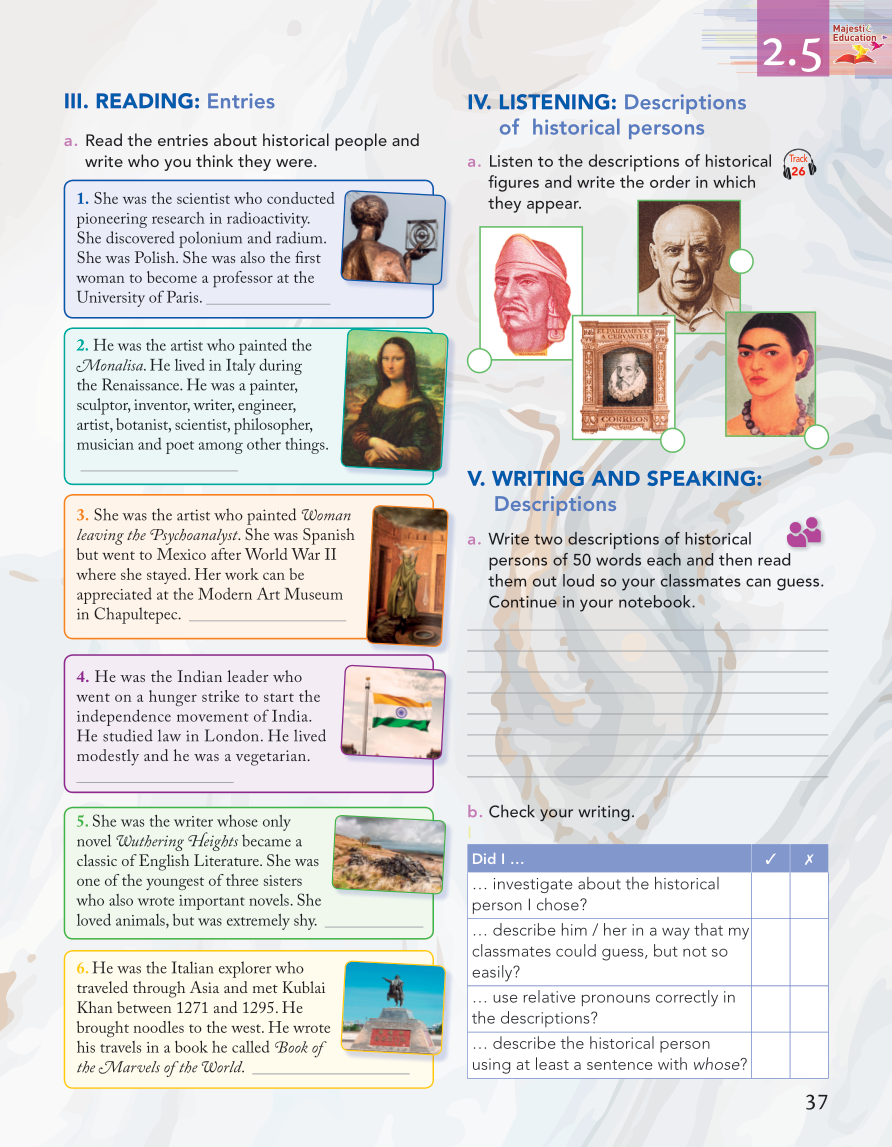 2.5
Majestic
Education
III. READING: Entries
a. Read the entries about historical people and
write who you think they were.
1. She was the scientist who conducted
pioneering research in radioactivity.
She discovered polonium and radium.
She was Polish. She was also the first
woman to become a professor at the
University of Paris.
2. He was the artist who painted the
Monalisa. He lived in Italy during
the Renaissance. He was a painter,
sculptor, inventor, writer, engineer,
artist, botanist, scientist, philosopher,
musician and poet among other things.
3. She was the artist who painted Woman
leaving the Psychoanalyst. She was Spanish
but went to Mexico after World War II
where she stayed. Her work can be
appreciated at the Modern Art Museum
in Chapultepec.
4. He was the Indian leader who
went on a hunger strike to start the
independence movement of India.
He studied law in London. He lived
modestly and he was a vegetarian.
5. She was the writer whose only
novel Wuthering Heights became a
classic of English Literature. She was
one of the youngest of three sisters
who also wrote important novels. She
loved animals, but was extremely shy.
6. He was the Italian explorer who
traveled through Asia and met Kublai
Khan between 1271 and 1295. He
brought noodles to the west. He wrote
his travels in a book he called Book of
the Marvels of the World.
IV. LISTENING: Descriptions
of historical persons
a. Listen to the descriptions of historical
figures and write the order in which
they appear.
Track
26
EL PARLAMENTO
A CERVANTES
CORREOS
V. WRITING AND SPEAKING:
Descriptions
a. Write two descriptions of historical
persons of 50 words each and then read
them out loud so your classmates can guess.
Continue in your notebook.
b. Check your writing.
Did I ... ✓ ✗
... investigate about the historical
person I chose?
... describe him / her in a way that my
classmates could guess, but not so
easily?
... use relative pronouns correctly in
the descriptions?
... describe the historical person
using at least a sentence with whose?
37